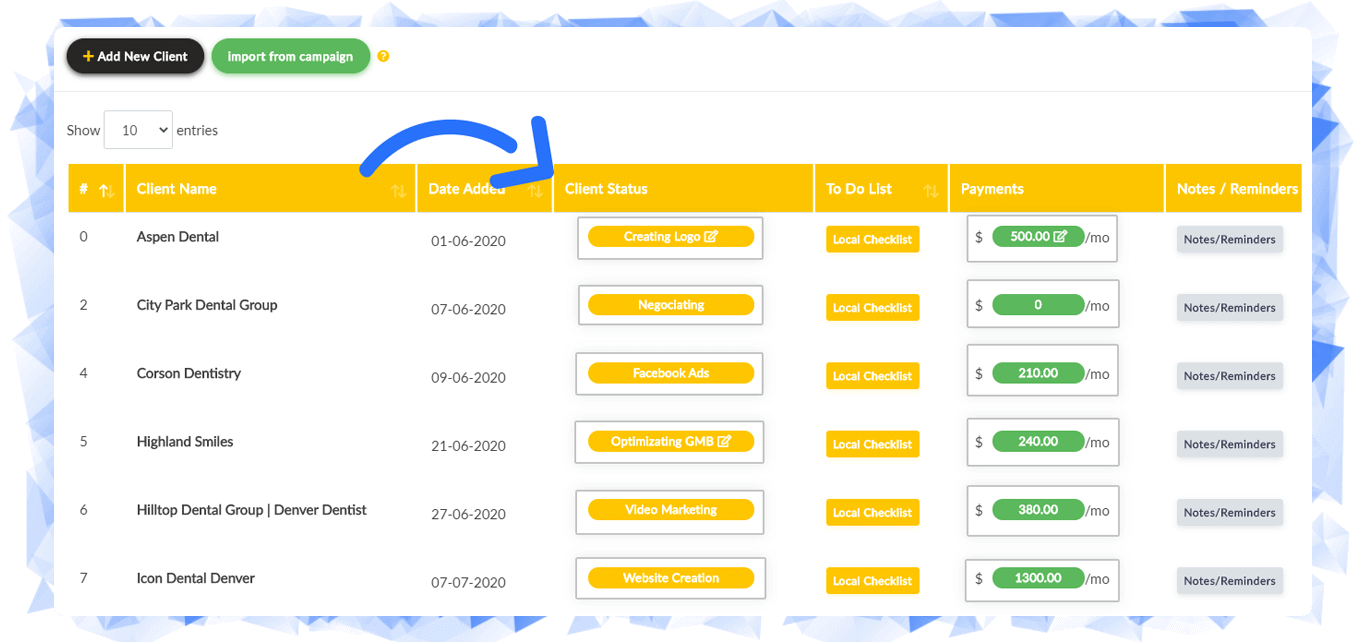 + Add New Client import from campaign ?
Show 10 entries
# Client Name Date Added Client Status To Do List Payments Notes / Reminders
0 Aspen Dental 01-06-2020 Creating Logo Local Checklist $ 500.00 /mo Notes/Reminders
2 City Park Dental Group 07-06-2020 Negociating Local Checklist $ 0 /mo Notes/Reminders
4 Corson Dentistry 09-06-2020 Facebook Ads Local Checklist $ 210.00 /mo Notes/Reminders
5 Highland Smiles 21-06-2020 Optimizating GMB Local Checklist $ 240.00 /mo Notes/Reminders
6 Hilltop Dental Group | Denver Dentist 27-06-2020 Video Marketing Local Checklist $ 380.00 /mo Notes/Reminders
7 Icon Dental Denver 07-07-2020 Website Creation Local Checklist $ 1300.00 /mo Notes/Reminders